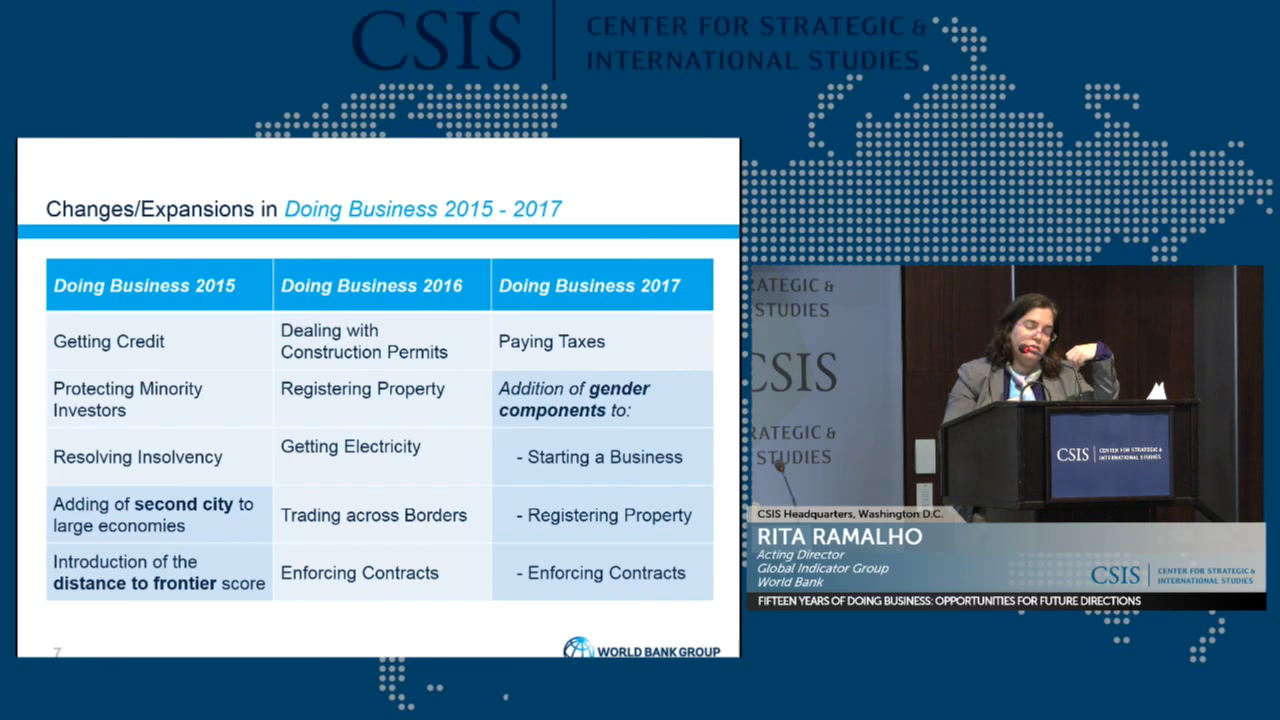 CSIS
CENTER FOR STRATEGIC &
INTERNATIONAL STUDIES
Changes/Expansions in Doing Business 2015 - 2017
Doing Business 2015
Doing Business 2016
Doing Business 2017
Getting Credit
Dealing with
Construction Permits
Paying Taxes
Protecting Minority
Investors
Registering Property
Addition of gender
components to:
Resolving Insolvency
Getting Electricity
- Starting a Business
Adding of second city to
large economies
Trading across Borders
- Registering Property
Introduction of the
distance to frontier score
Enforcing Contracts
- Enforcing Contracts
7
WORLD BANK GROUP
RATEGIC &
STUDIES
CSIS
RATEGIC &
STUDIES
CSIS
CENTER FOR STRATEGIC &
INTERNATIONAL STUDIES
CSIS Headquarters, Washington D.C.
RITA RAMALHO
Acting Director
Global Indicator Group
World Bank
CSIS
CENTER FOR STRATEGIC &
INTERNATIONAL STUDIES
FIFTEEN YEARS OF DOING BUSINESS: OPPORTUNITIES FOR FUTURE DIRECTIONS